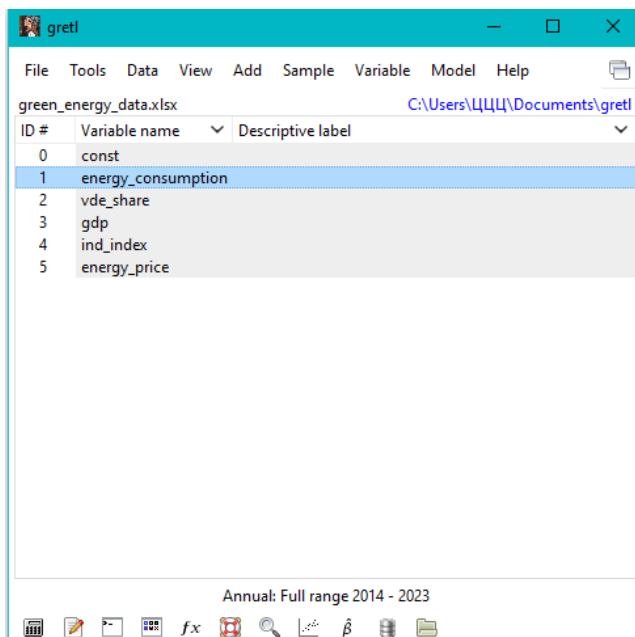 gretl
File Tools Data View Add Sample Variable Model Help
green_energy_data.xlsx C:\Users\ЦЦЦ\Documents\gretl
ID # Variable name Descriptive label
0 const
1 energy_consumption
2 vde_share
3 gdp
4 ind_index
5 energy_price
Annual: Full range 2014 - 2023
fx β̂